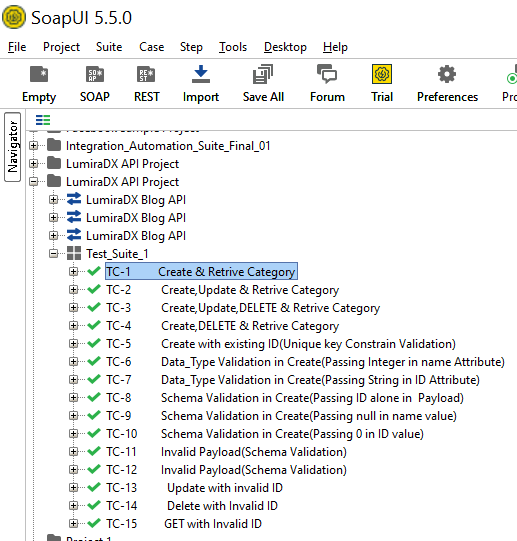 SoapUI 5.5.0
File Project Suite Case Step Tools Desktop Help
SO AP RE ST
Empty SOAP REST Import Save All Forum Trial Preferences
Navigator
Project
Integration_Automation_Suite_Final_01
LumiraDX API Project
LumiraDX API Project
LumiraDX Blog API
LumiraDX Blog API
LumiraDX Blog API
Test_Suite_1
TC-1 Create & Retrive Category
TC-2 Create,Update & Retrive Category
TC-3 Create,Update,DELETE & Retrive Category
TC-4 Create,DELETE & Retrive Category
TC-5 Create with existing ID(Unique key Constrain Validation)
TC-6 Data_Type Validation in Create(Passing Integer in name Attribute)
TC-7 Data_Type Validation in Create(Passing String in ID Attribute)
TC-8 Schema Validation in Create(Passing ID alone in Payload)
TC-9 Schema Validation in Create(Passing null in name value)
TC-10 Schema Validation in Create(Passing 0 in ID value)
TC-11 Invalid Payload(Schema Validation)
TC-12 Invalid Payload(Schema Validation)
TC-13 Update with invalid ID
TC-14 Delete with Invalid ID
TC-15 GET with Invalid ID
Project 1